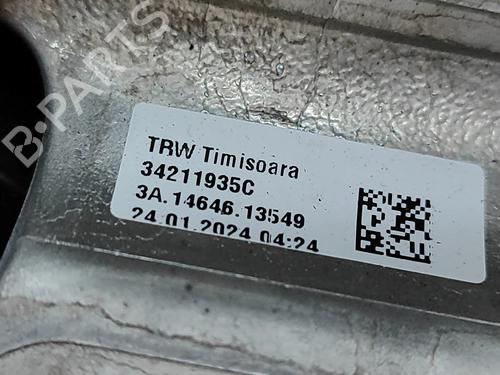 B-PARTS
TRW Timisoara
34211935C
3A.14646.13549
24.01.2024 04:24